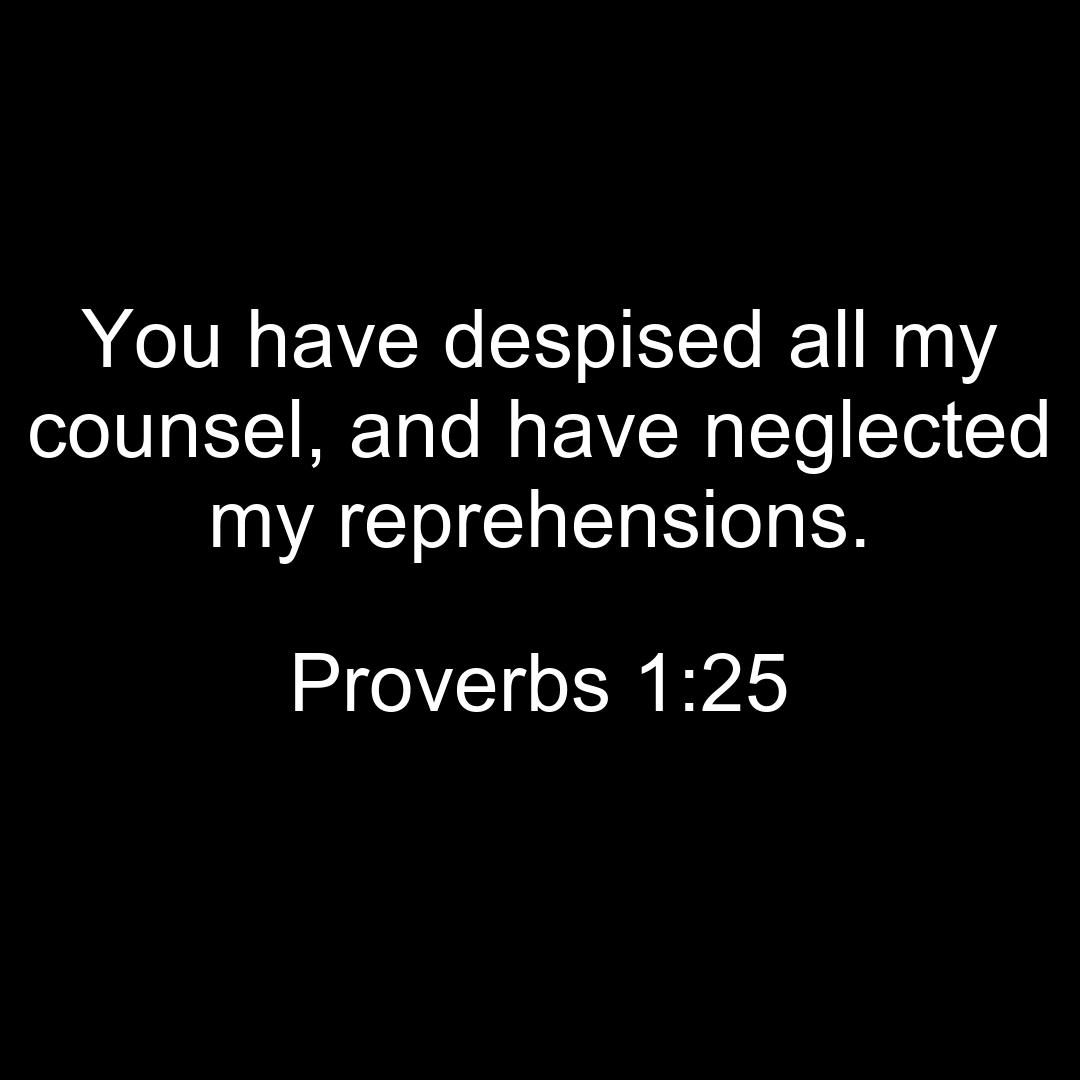 You have despised all my
counsel, and have neglected
my reprehensions.
Proverbs 1:25